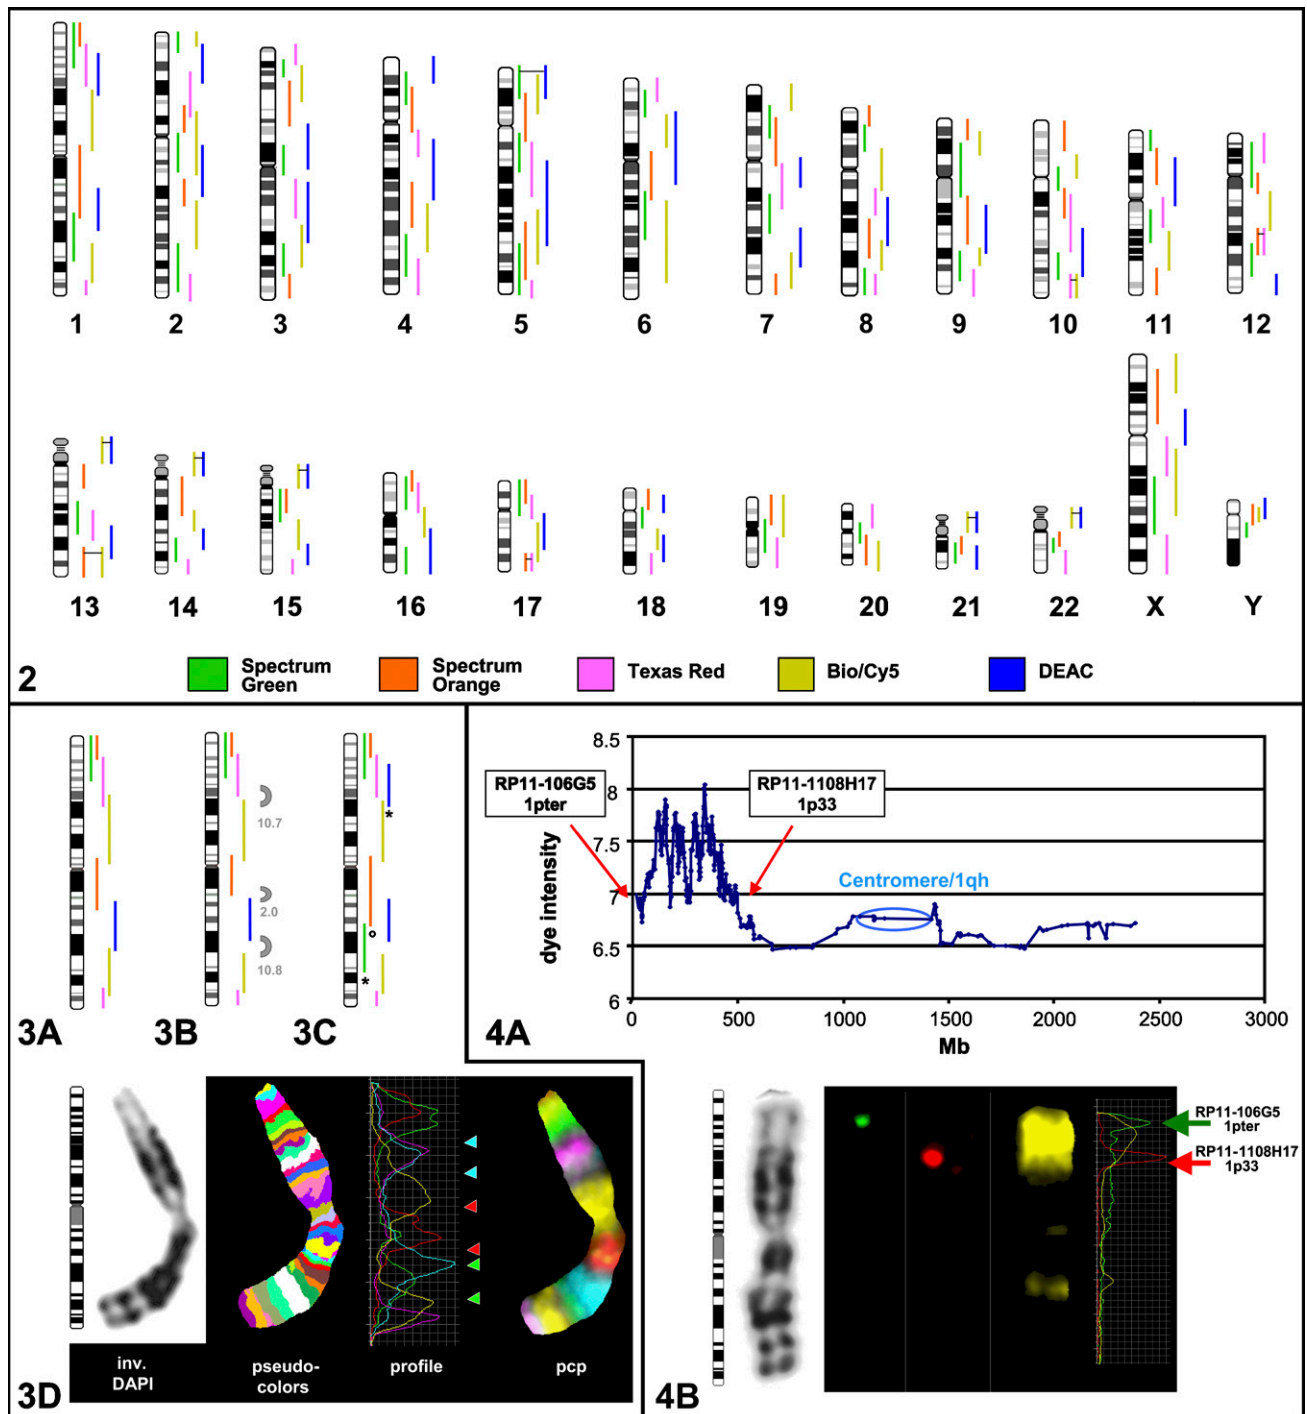 1 2 3 4 5 6 7 8 9 10 11 12
13 14 15 16 17 18 19 20 21 22 X Y
2
Spectrum
Green
Spectrum
Orange
Texas Red
Bio/Cy5
DEAC
10.7
2.0
10.8
*
°
*
3A 3B 3C
8.5
8
7.5
7
6.5
6
dye intensity
RP11-106G5
1pter
RP11-1108H17
1p33
Centromere/1qh
0 500 1000 1500 2000 2500 3000
Mb
4A
inv.
DAPI
pseudo-
colors
profile
pcp
3D
RP11-106G5
1pter
RP11-1108H17
1p33
4B